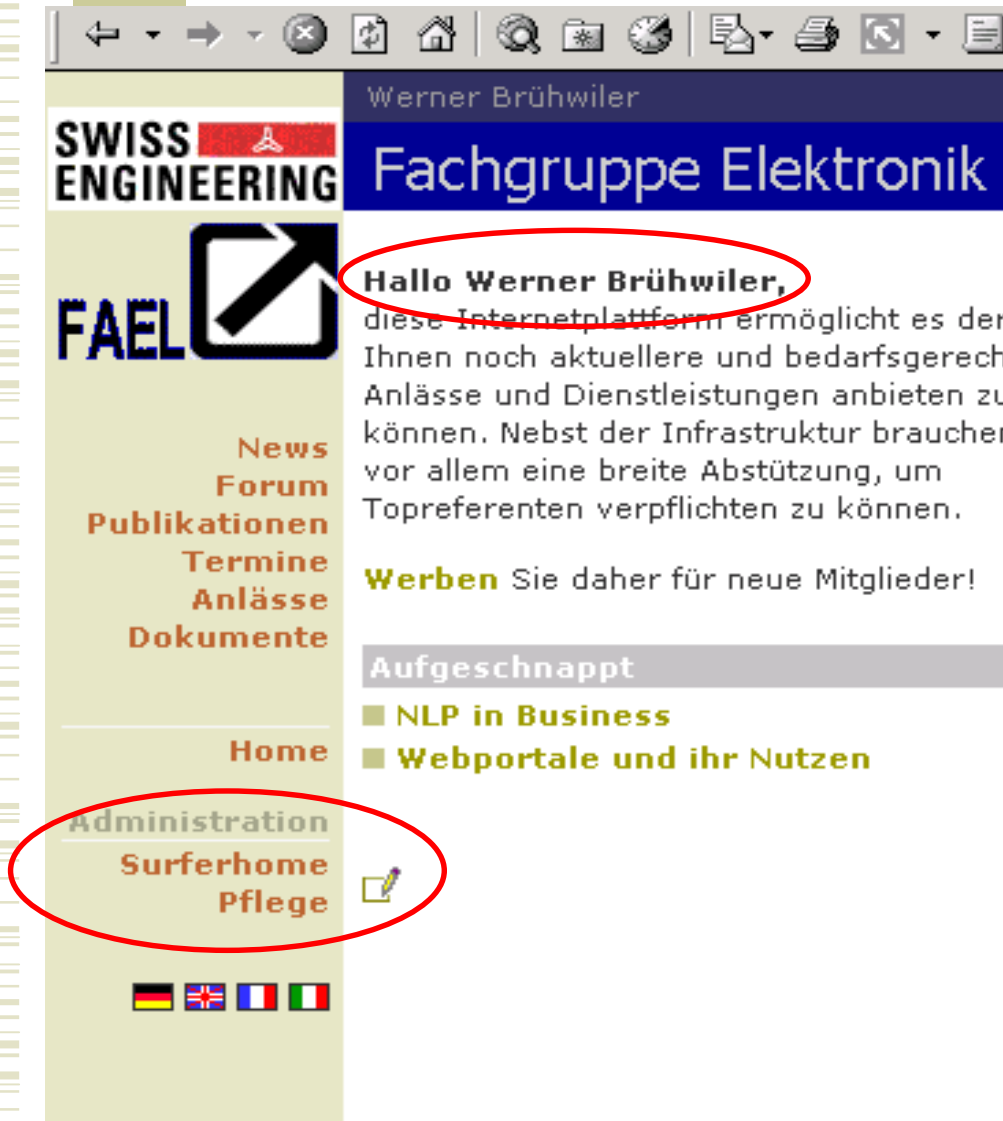 Werner Brühwiler
SWISS
ENGINEERING
Fachgruppe Elektronik
FAEL
Hallo Werner Brühwiler,
diese Internetplattform ermöglicht es der
Ihnen noch aktuellere und bedarfsgerech
Anlässe und Dienstleistungen anbieten zu
können. Nebst der Infrastruktur brauchen
vor allem eine breite Abstützung, um
Topreferenten verpflichten zu können.
Werben Sie daher für neue Mitglieder!
News
Forum
Publikationen
Termine
Anlässe
Dokumente
Home
Administration
Surferhome
Pflege
Aufgeschnappt
NLP in Business
Webportale und ihr Nutzen